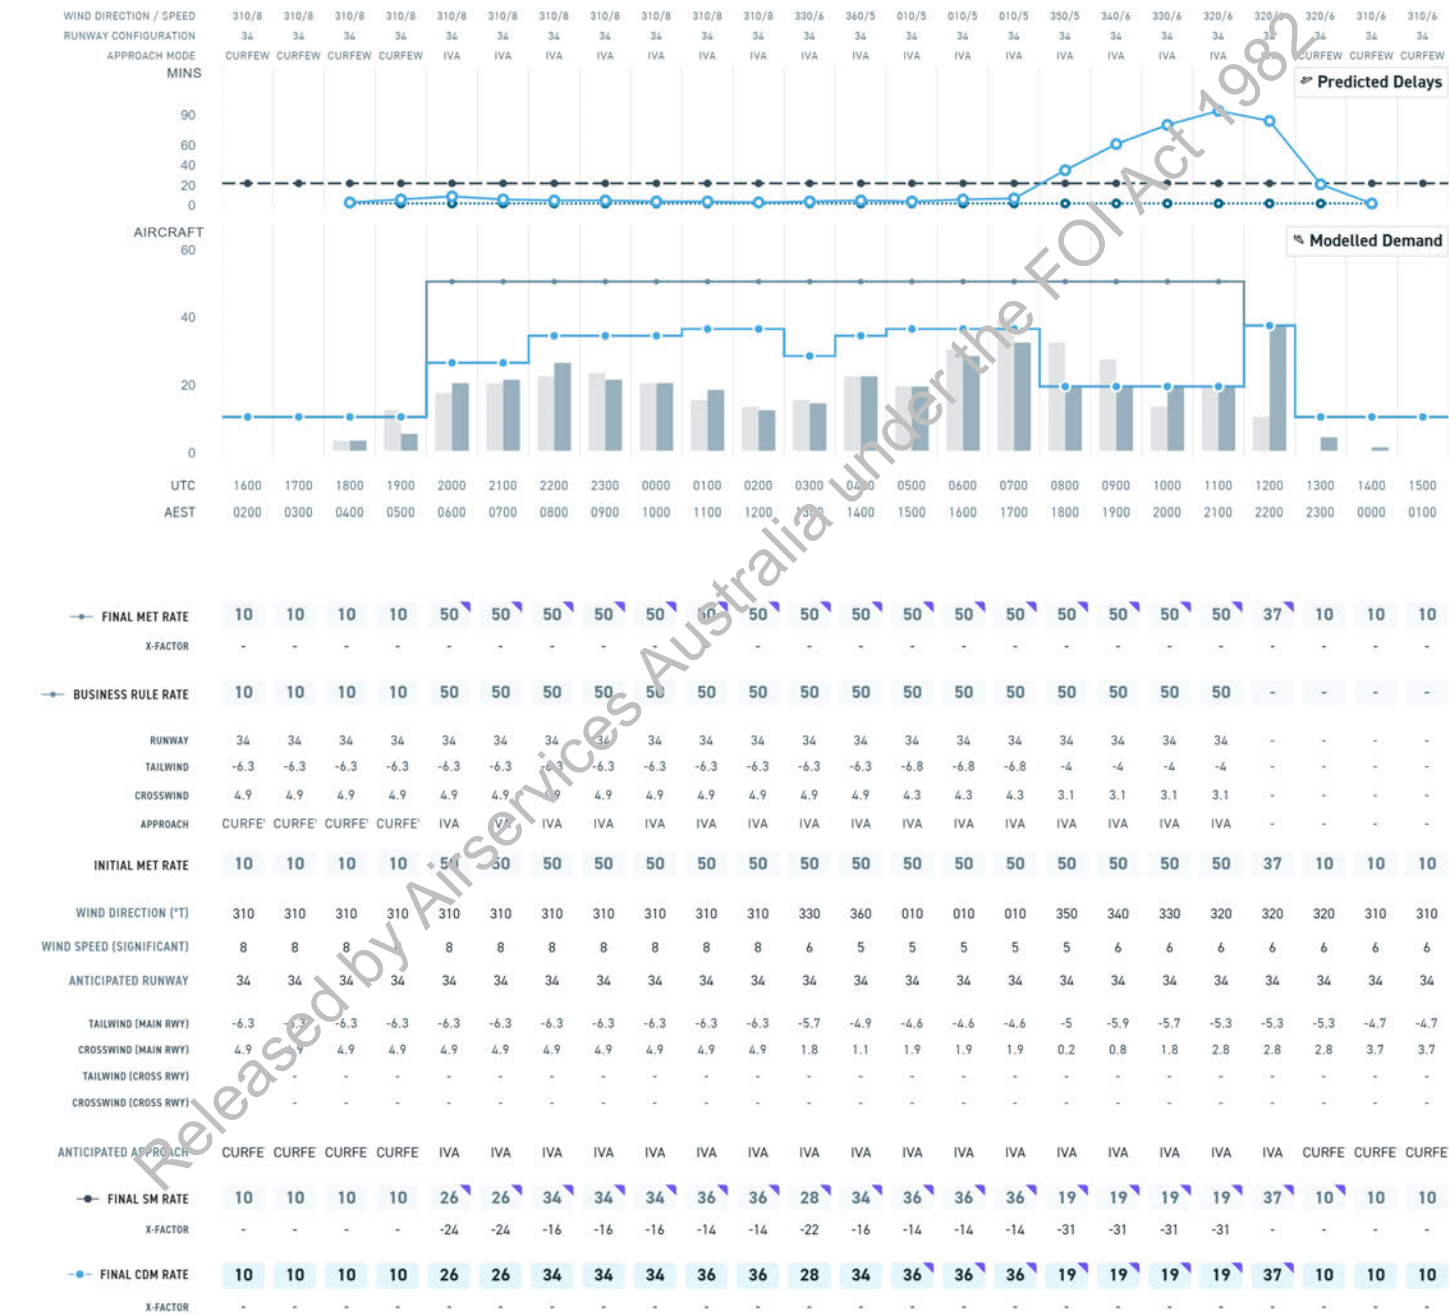 WIND DIRECTION / SPEED 310/8 310/8 310/8 310/8 310/8 310/8 310/8 310/8 310/8 310/8 310/8 330/6 360/5 010/5 010/5 010/5 350/5 340/6 330/6 320/6 320/6 320/6 310/6 310/6
RUNWAY CONFIGURATION 34 34 34 34 34 34 34 34 34 34 34 34 34 34 34 34 34 34 34 34 34 34 34 34
APPROACH MODE CURFEW CURFEW CURFEW CURFEW IVA IVA IVA IVA IVA IVA IVA IVA IVA IVA IVA IVA IVA IVA IVA IVA IVA CURFEW CURFEW CURFEW
MINS
Predicted Delays
90
60
40
20
0
AIRCRAFT
Modelled Demand
60
40
20
0
UTC 1600 1700 1800 1900 2000 2100 2200 2300 0000 0100 0200 0300 0400 0500 0600 0700 0800 0900 1000 1100 1200 1300 1400 1500
AEST 0200 0300 0400 0500 0600 0700 0800 0900 1000 1100 1200 1300 1400 1500 1600 1700 1800 1900 2000 2100 2200 2300 0000 0100
FINAL MET RATE 10 10 10 10 50 50 50 50 50 50 50 50 50 50 50 50 50 50 50 50 37 10 10 10
X-FACTOR - - - - - - - - - - - - - - - - - - - - - - - -
BUSINESS RULE RATE 10 10 10 10 50 50 50 50 50 50 50 50 50 50 50 50 50 50 50 50 - - - -
RUNWAY 34 34 34 34 34 34 34 34 34 34 34 34 34 34 34 34 34 34 34 34 - - - -
TAILWIND -6.3 -6.3 -6.3 -6.3 -6.3 -6.3 -6.3 -6.3 -6.3 -6.3 -6.3 -6.3 -6.3 -6.8 -6.8 -6.8 -4 -4 -4 -4 - - - -
CROSSWIND 4.9 4.9 4.9 4.9 4.9 4.9 4.9 4.9 4.9 4.9 4.9 4.9 4.9 4.3 4.3 4.3 3.1 3.1 3.1 3.1 - - - -
APPROACH CURFE CURFE CURFE CURFE IVA IVA IVA IVA IVA IVA IVA IVA IVA IVA IVA IVA IVA IVA IVA IVA - - - -
INITIAL MET RATE 10 10 10 10 50 50 50 50 50 50 50 50 50 50 50 50 50 50 50 50 37 10 10 10
WIND DIRECTION (°T) 310 310 310 310 310 310 310 310 310 310 310 330 360 010 010 010 350 340 330 320 320 320 310 310
WIND SPEED (SIGNIFICANT) 8 8 8 8 8 8 8 8 8 8 6 5 5 5 5 5 6 6 6 6 6 6 6
ANTICIPATED RUNWAY 34 34 34 34 34 34 34 34 34 34 34 34 34 34 34 34 34 34 34 34 34 34 34 34
TAILWIND (MAIN RWY) -6.3 -6.3 -6.3 -6.3 -6.3 -6.3 -6.3 -6.3 -6.3 -6.3 -6.3 -5.7 -4.9 -4.6 -4.6 -4.6 -5 -5.9 -5.7 -5.3 -5.3 -5.3 -4.7 -4.7
CROSSWIND (MAIN RWY) 4.9 4.9 4.9 4.9 4.9 4.9 4.9 4.9 4.9 4.9 1.8 1.1 1.9 1.9 1.9 0.2 0.8 1.8 2.8 2.8 2.8 3.7 3.7
TAILWIND (CROSS RWY) - - - - - - - - - - - - - - - - - - - - - - -
CROSSWIND (CROSS RWY) - - - - - - - - - - - - - - - - - - - - - - -
ANTICIPATED APPROACH CURFE CURFE CURFE CURFE IVA IVA IVA IVA IVA IVA IVA IVA IVA IVA IVA IVA IVA IVA IVA IVA IVA CURFE CURFE CURFE
FINAL SM RATE 10 10 10 10 26 26 34 34 34 36 36 28 34 36 36 36 19 19 19 19 37 10 10 10
X-FACTOR - - - - -24 -24 -16 -16 -16 -14 -14 -22 -16 -14 -14 -14 -31 -31 -31 -31 - - - -
FINAL CDM RATE 10 10 10 10 26 26 34 34 34 36 36 28 34 36 36 36 19 19 19 19 37 10 10 10
X-FACTOR - - - - - - - - - - - - - - - - - - - - - - - -
Released by Airservices Australia under the FOI Act 1982